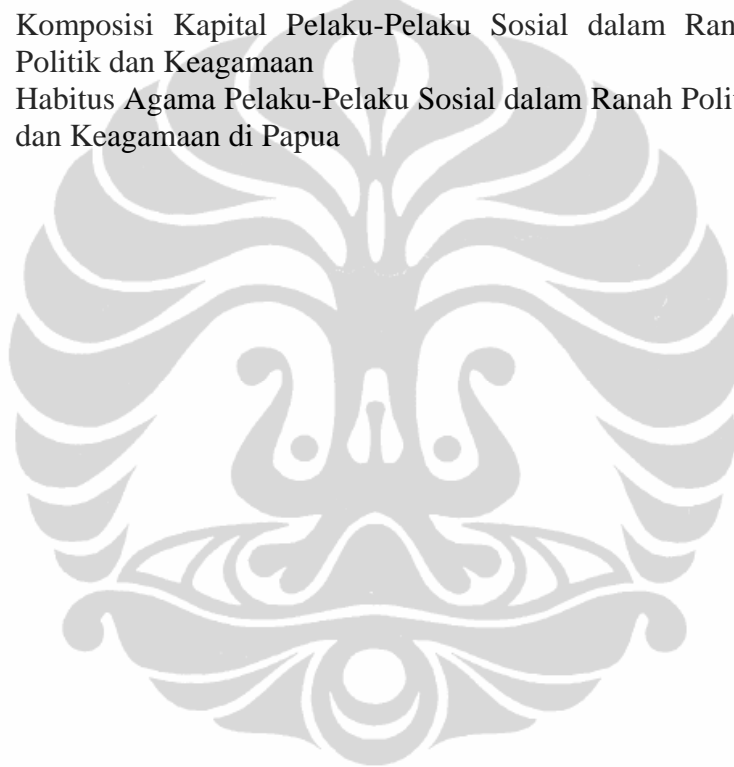 Komposisi Kapital Pelaku-Pelaku Sosial dalam Ran
Politik dan Keagamaan
Habitus Agama Pelaku-Pelaku Sosial dalam Ranah Polit
dan Keagamaan di Papua